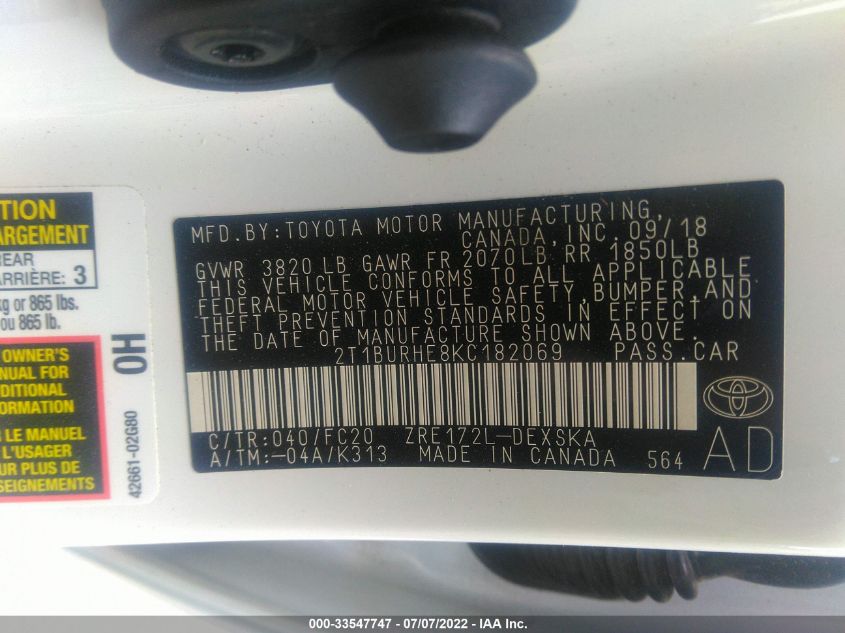 TION
ARGEMENT
REAR
ARRIÈRE: 3
kg or 865 lbs.
ou 865 lb.
OWNER'S
NUAL FOR
DITIONAL
ORMATION
LE MANUEL
L'USAGER
UR PLUS DE
SEIGNEMENTS
OH
42661-02G80
MFD.BY:TOYOTA MOTOR MANUFACTURING,
CANADA,INC.09/18
GVWR 3820LB GAWR FR 2070LB,RR 1850LB
THIS VEHICLE CONFORMS TO ALL APPLICABLE
FEDERAL MOTOR VEHICLE SAFETY,BUMPER,AND
THEFT PREVENTION STANDARDS IN EFFECT ON
THE DATE OF MANUFACTURE SHOWN ABOVE.
2T1BURHE8KC182069 PASS.CAR
C/TR:040/FC20 ZRE172L-DEXSKA
A/TM:-04A/K313 MADE IN CANADA 564
AD
000-33547747 - 07/07/2022 - IAA Inc.